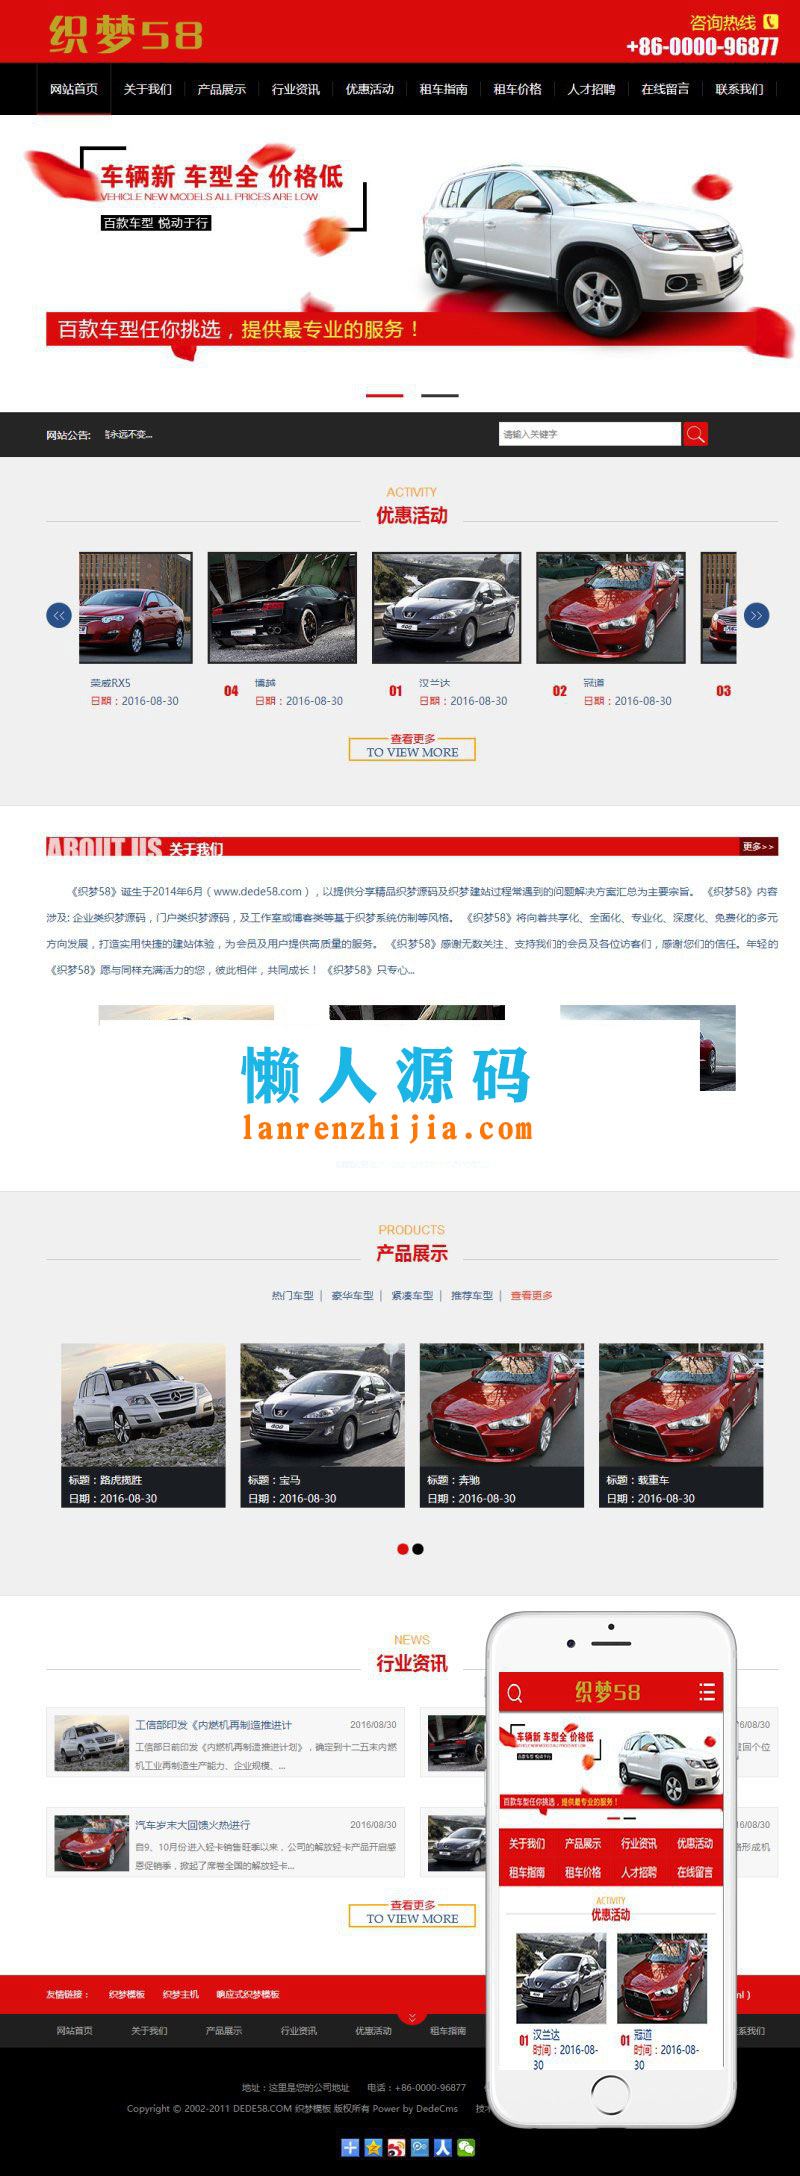 织梦58
咨询热线
+86-0000-96877
网站首页 关于我们 产品展示 行业资讯 优惠活动 租车指南 租车价格 人才招聘 在线留言 联系我们
车辆新 车型全 价格低
VEHICLE NEW MODELS ALL PRICES ARE LOW
百款车型 悦动于行
百款车型任你挑选，提供最专业的服务！
网站公告: 永远不变... 请输入关键字
ACTIVITY
优惠活动
荣威RX5
日期：2016-08-30
04 博越
日期：2016-08-30
01 汉兰达
日期：2016-08-30
02 冠道
日期：2016-08-30
03
查看更多
TO VIEW MORE
ABOUT US 关于我们 更多>>
《织梦58》诞生于2014年6月（www.dede58.com），以提供分享精品织梦源码及织梦建站过程常遇到的问题解决方案汇总为主要宗旨。 《织梦58》内容
涉及: 企业类织梦源码，门户类织梦源码，及工作室或博客类等基于织梦系统仿制等风格。 《织梦58》将向着共享化、全面化、专业化、深度化、免费化的多元
方向发展，打造实用快捷的建站体验，为会员及用户提供高质量的服务。 《织梦58》感谢无数关注、支持我们的会员及各位访客们，感谢您们的信任。年轻的
《织梦58》愿与同样充满活力的您，彼此相伴，共同成长！ 《织梦58》只专心...
懒人源码
lanrenzhijia.com
PRODUCTS
产品展示
热门车型 | 豪华车型 | 紧凑车型 | 推荐车型 | 查看更多
标题：路虎揽胜
日期：2016-08-30
标题：宝马
日期：2016-08-30
标题：奔驰
日期：2016-08-30
标题：载重车
日期：2016-08-30
NEWS
行业资讯
工信部印发《内燃机再制造推进计 2016/08/30
工信部日前印发《内燃机再制造推进计划》，确定到十二五末内燃
机工业再制造生产能力、企业规模、...
6/08/30
回个位
汽车岁末大回馈火热进行 2016/08/30
自9、10月份进入轻卡销售旺季以来，公司的解放轻卡产品开启感
恩促销季，掀起了席卷全国的解放轻卡...
6/08/30
形成机
查看更多
TO VIEW MORE
织梦58
车辆新 车型全 价格低
百款车型 悦动于行
百款车型任你挑选，提供最专业的服务！
关于我们 产品展示 行业资讯 优惠活动
租车指南 租车价格 人才招聘 在线留言
ACTIVITY
优惠活动
01 汉兰达
时间：2016-08-30
01 冠道
时间：2016-08-30
友情链接： 织梦模板 织梦主机 响应式织梦模板
网站首页 关于我们 产品展示 行业资讯 优惠活动 租车指南 系我们
地址：这里是您的公司地址 电话：+86-0000-96877
Copyright © 2002-2011 DEDE58.COM 织梦模板 版权所有 Power by DedeCms 技